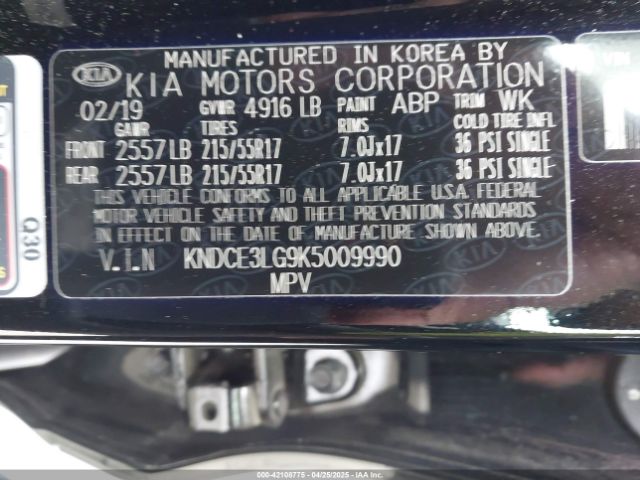 MANUFACTURED IN KOREA BY
KIA KIA MOTORS CORPORATION
02/19 GVWR 4916 LB PAINT ABP TRIM WK
GAWR TIRES RIMS COLD TIRE INFL
FRONT 2557 LB 215/55R17 7.0Jx17 36 PSI SINGLE
REAR 2557 LB 215/55R17 7.0Jx17 36 PSI SINGLE
THIS VEHICLE CONFORMS TO ALL APPLICABLE U.S.A. FEDERAL
MOTOR VEHICLE SAFETY AND THEFT PREVENTION STANDARDS
IN EFFECT ON THE DATE OF MANUFACTURE SHOWN ABOVE.
V.I.N KNDCE3LG9K5009990
MPV
Q30
VIN
000-42108775 - 04/25/2025 - IAAI.CA